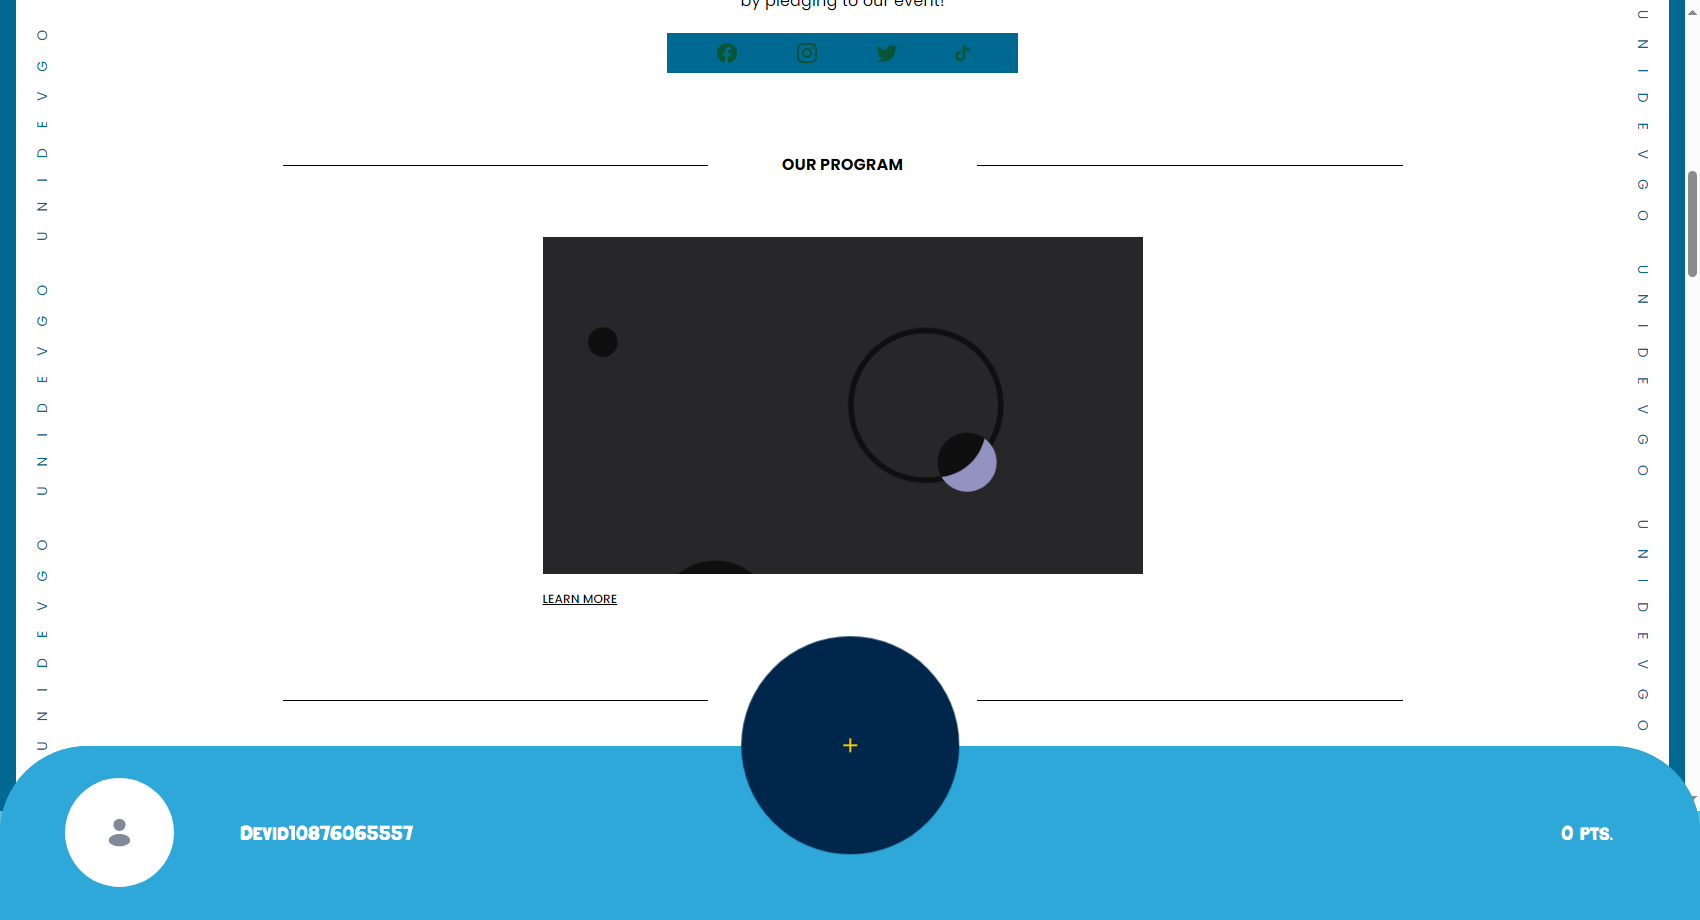 by pledging to our event!
OUR PROGRAM
LEARN MORE
UNIDEVGO UNIDEVGO UNIDEVGO
UNIDEVGO UNIDEVGO UNIDEVGO
+
Devid10876065557
0 pts.